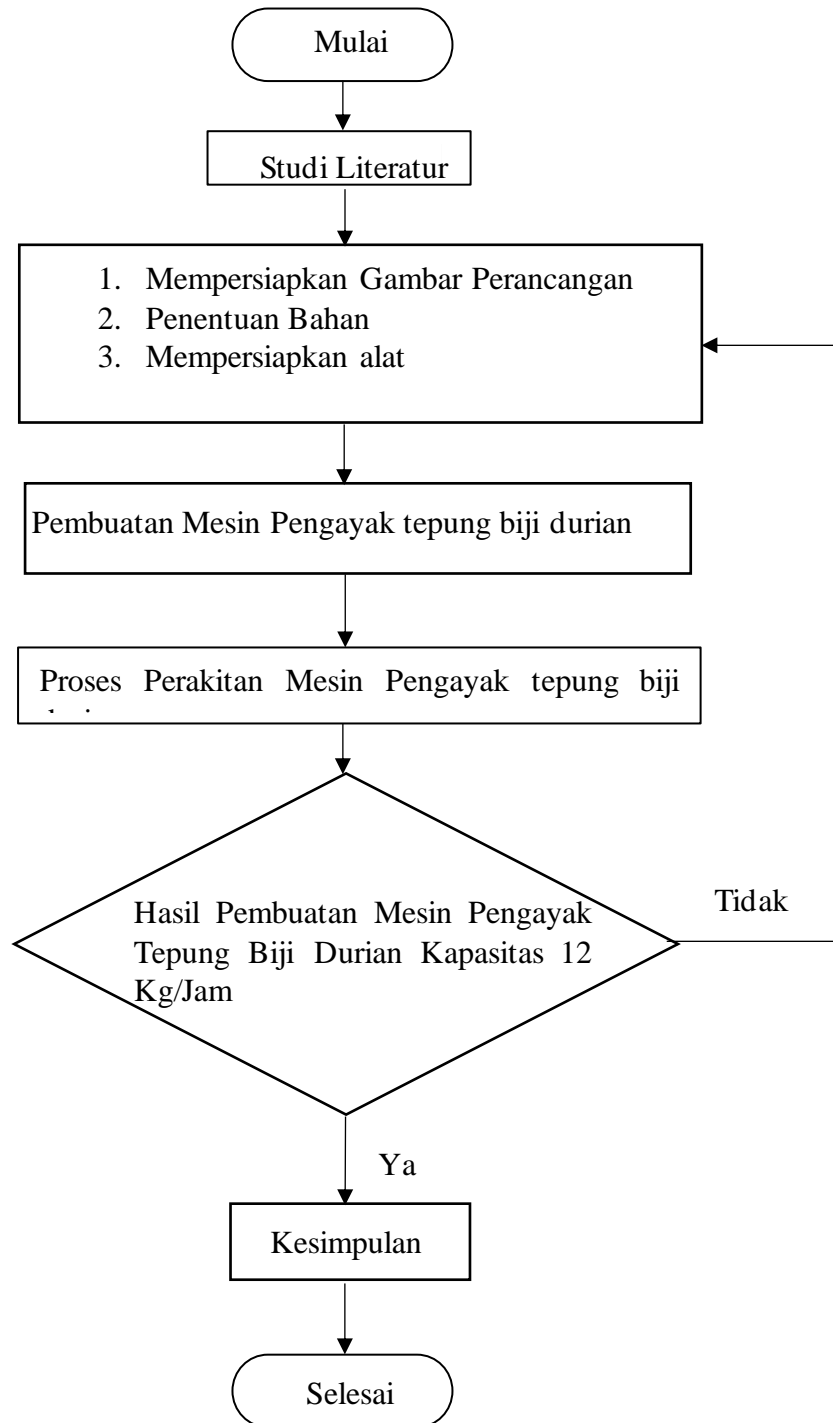 Mulai
Studi Literatur
1. Mempersiapkan Gambar Perancangan
2. Penentuan Bahan
3. Mempersiapkan alat
Pembuatan Mesin Pengayak tepung biji durian
Proses Perakitan Mesin Pengayak tepung biji
Hasil Pembuatan Mesin Pengayak
Tepung Biji Durian Kapasitas 12
Kg/Jam
Tidak
Ya
Kesimpulan
Selesai